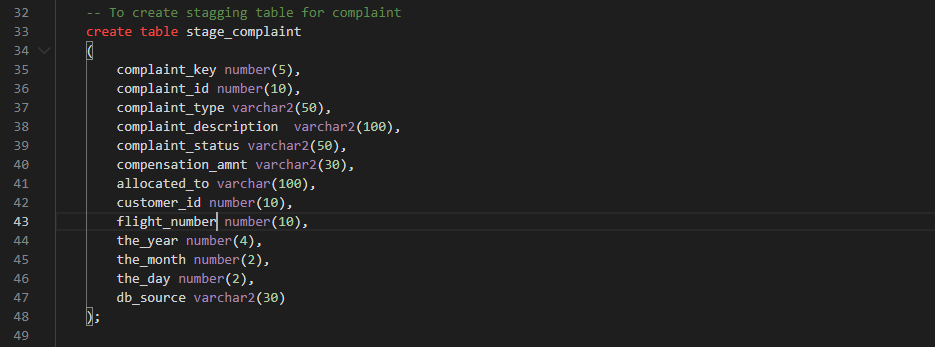 32 -- To create stagging table for complaint
33 create table stage_complaint
34 (
35 complaint_key number(5),
36 complaint_id number(10),
37 complaint_type varchar2(50),
38 complaint_description  varchar2(100),
39 complaint_status varchar2(50),
40 compensation_amnt varchar2(30),
41 allocated_to varchar(100),
42 customer_id number(10),
43 flight_number number(10),
44 the_year number(4),
45 the_month number(2),
46 the_day number(2),
47 db_source varchar2(30)
48 );
49